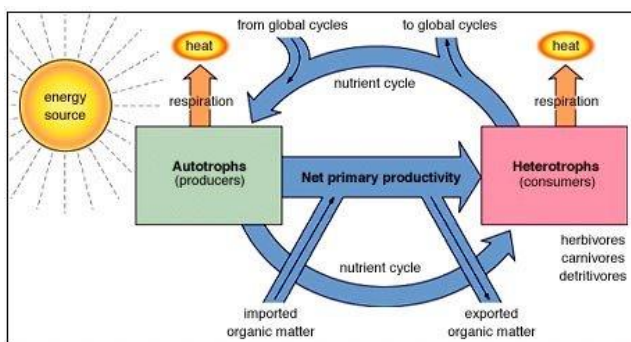 from global cycles
to global cycles
heat
heat
energy
source
respiration
nutrient cycle
respiration
Autotrophs
(producers)
Net primary productivity
Heterotrophs
(consumers)
herbivores
carnivores
detritivores
nutrient cycle
imported
organic matter
exported
organic matter